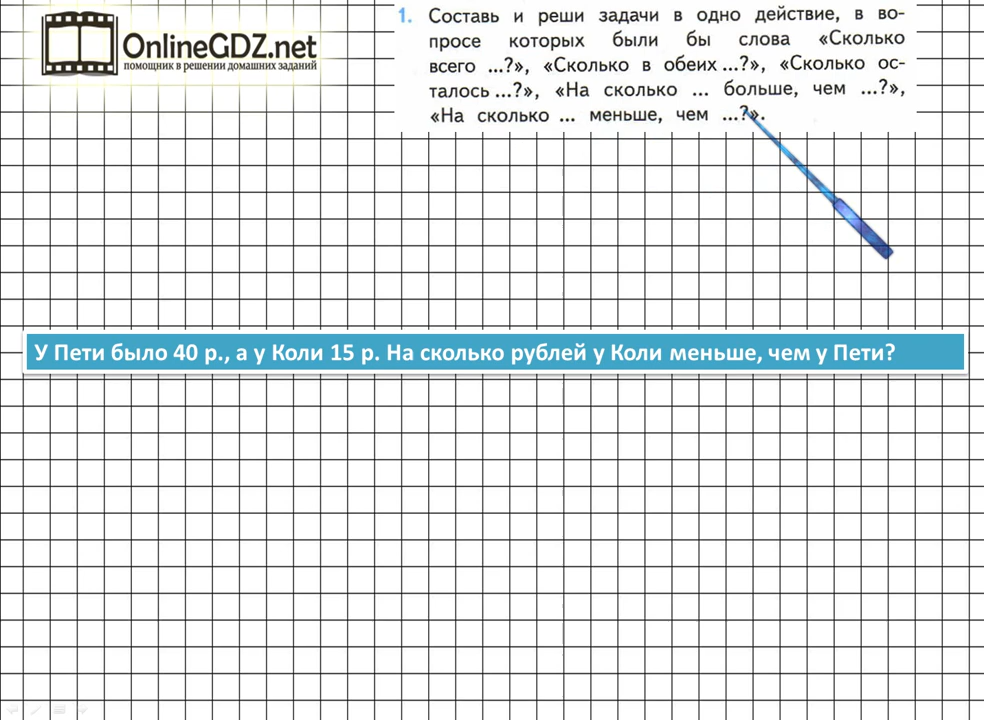 OnlineGDZ.net
помощник в решении домашних заданий
1. Составь и реши задачи в одно действие, в во-
просе которых были бы слова «Сколько
всего ...?», «Сколько в обеих ...?», «Сколько ос-
талось ...?», «На сколько ... больше, чем ...?»,
«На сколько ... меньше, чем ...?».
У Пети было 40 р., а у Коли 15 р. На сколько рублей у Коли меньше, чем у Пети?